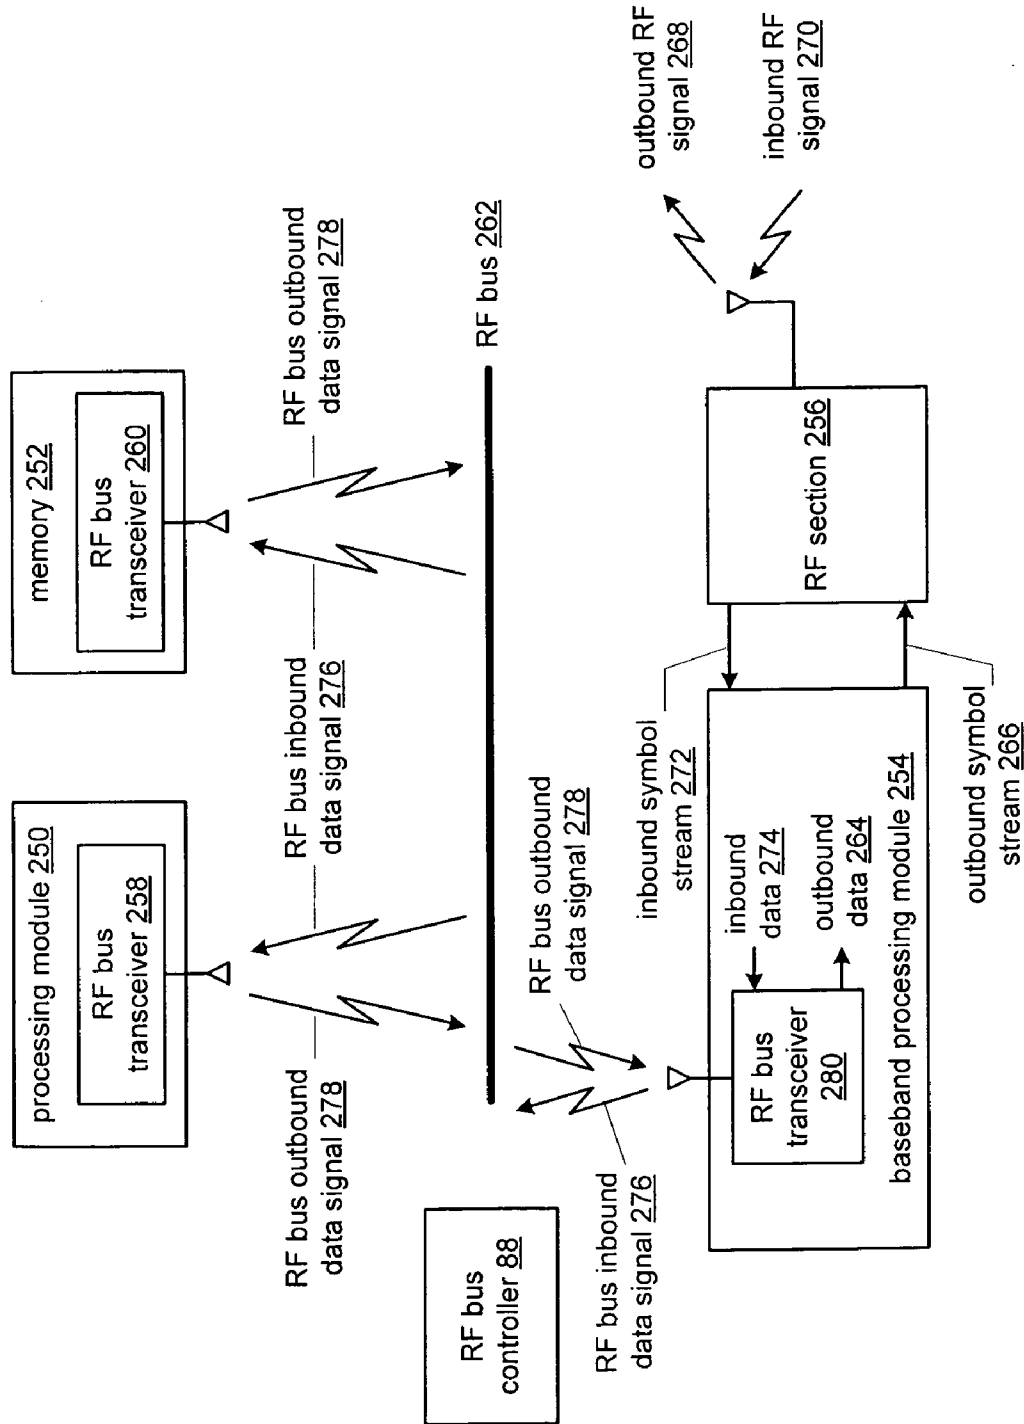 processing module 250
RF bus
transceiver 258
memory 252
RF bus
transceiver 260
RF bus outbound
data signal 278
RF bus inbound
data signal 276
RF bus outbound
data signal 278
RF bus controller 88
RF bus 262
RF bus inbound
data signal 276
RF bus outbound
data signal 278
inbound symbol
stream 272
outbound RF
signal 268
inbound RF
signal 270
RF bus
transceiver
280
inbound
data 274
outbound
data 264
baseband processing module 254
RF section 256
outbound symbol
stream 266